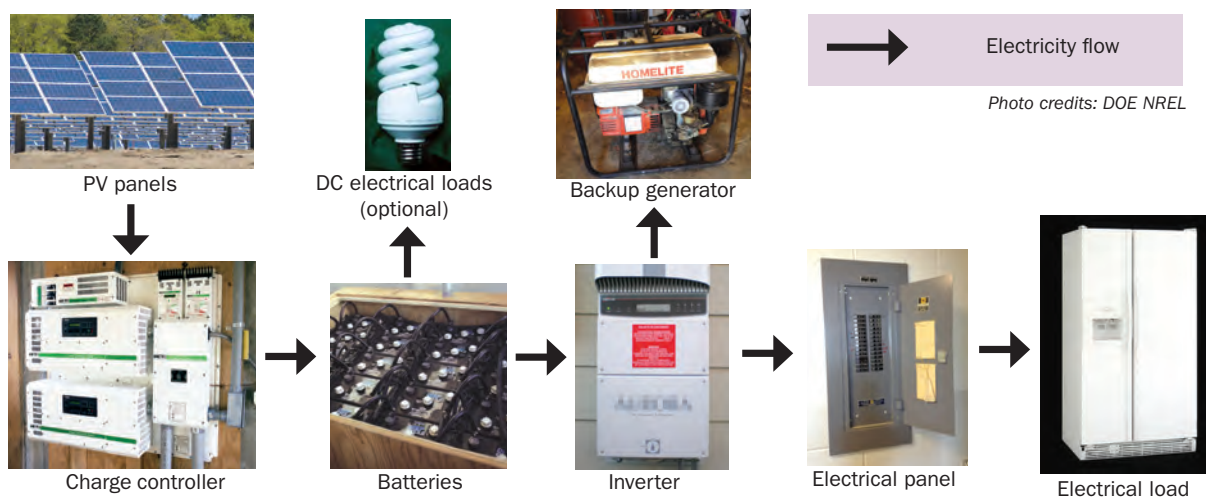 HOMELITE
Electricity flow
Photo credits: DOE NREL
PV panels
DC electrical loads
(optional)
Backup generator
Charge controller
Batteries
Inverter
Electrical panel
Electrical load